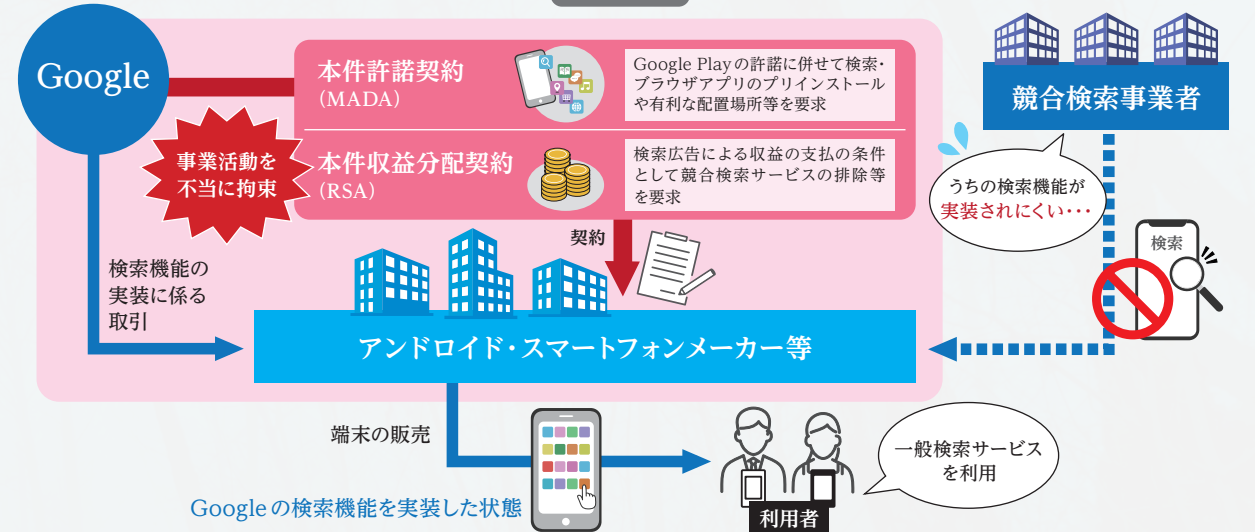 Google
本件許諾契約
(MADA)
Google Playの許諾に併せて検索・
ブラウザアプリのプリインストール
や有利な配置場所等を要求
本件収益分配契約
(RSA)
検索広告による収益の支払の条件
として競合検索サービスの排除等
を要求
事業活動を
不当に拘束
競合検索事業者
うちの検索機能が
実装されにくい・・・
検索
契約
検索機能の
実装に係る
取引
アンドロイド・スマートフォンメーカー等
端末の販売
Googleの検索機能を実装した状態
一般検索サービス
を利用
利用者